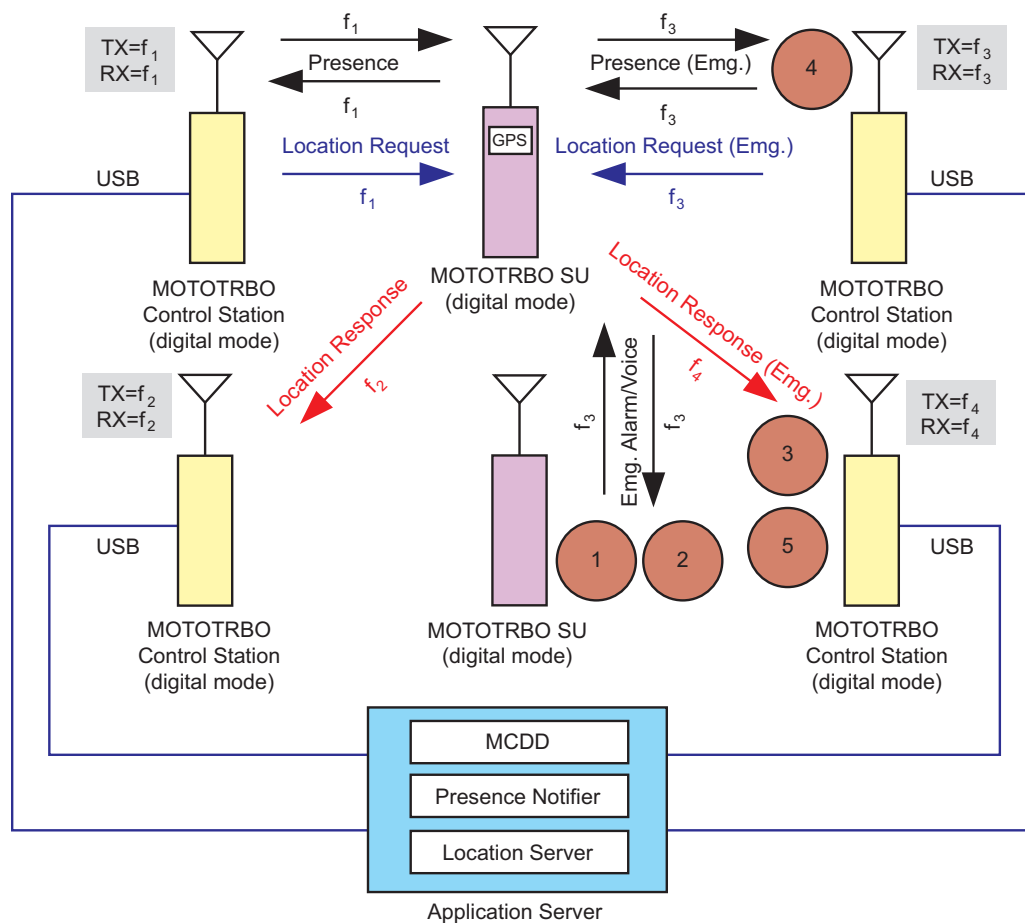 TX=f₁
RX=f₁
f₁
Presence
f₁
Location Request
f₁
USB
MOTOTRBO
Control Station
(digital mode)
GPS
MOTOTRBO SU
(digital mode)
f₃
Presence (Emg.)
f₃
Location Request (Emg.)
f₃
4
TX=f₃
RX=f₃
USB
MOTOTRBO
Control Station
(digital mode)
Location Response
f₂
TX=f₂
RX=f₂
USB
MOTOTRBO
Control Station
(digital mode)
f₃
Emg. Alarm/Voice
f₃
1
2
MOTOTRBO SU
(digital mode)
Location Response (Emg.)
f₄
3
5
TX=f₄
RX=f₄
USB
MOTOTRBO
Control Station
(digital mode)
MCDD
Presence Notifier
Location Server
Application Server